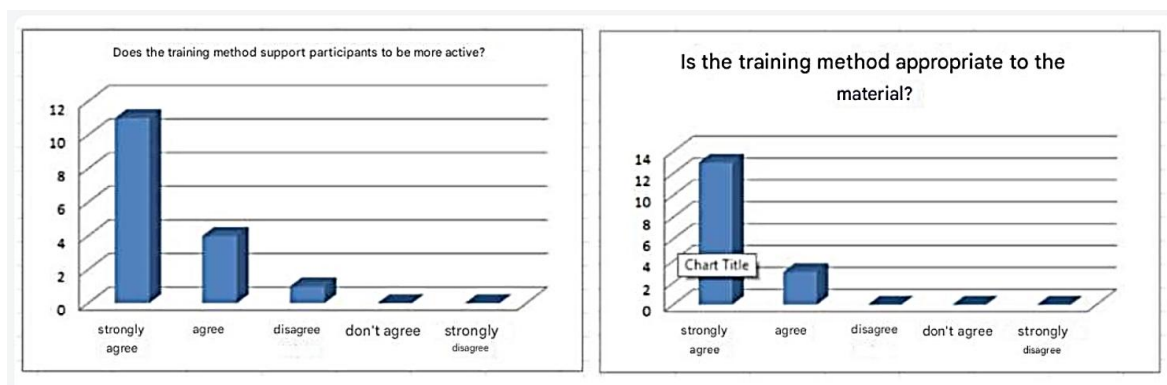 Does the training method support participants to be more active?
12
10
8
6
4
2
0
strongly agree disagree don't agree strongly
agree disagree
Is the training method appropriate to the
material?
14
12
10
8
6
4
2
0
Chart Title
strongly agree disagree don't agree strongly
agree disagree